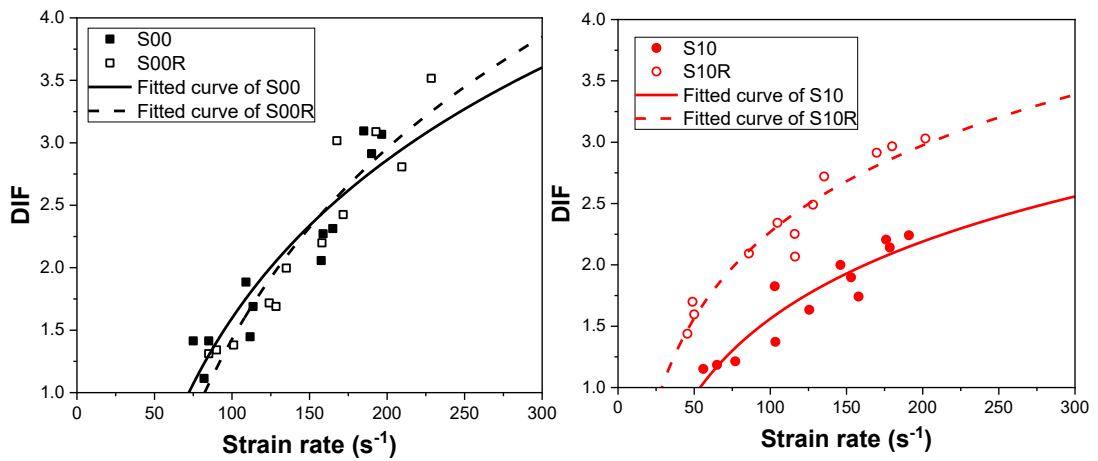 4.0
3.5
3.0
2.5
2.0
1.5
1.0
DIF
S00
S00R
Fitted curve of S00
Fitted curve of S00R
0 50 100 150 200 250 300
Strain rate (s⁻¹)
4.0
3.5
3.0
2.5
2.0
1.5
1.0
DIF
S10
S10R
Fitted curve of S10
Fitted curve of S10R
0 50 100 150 200 250 300
Strain rate (s⁻¹)